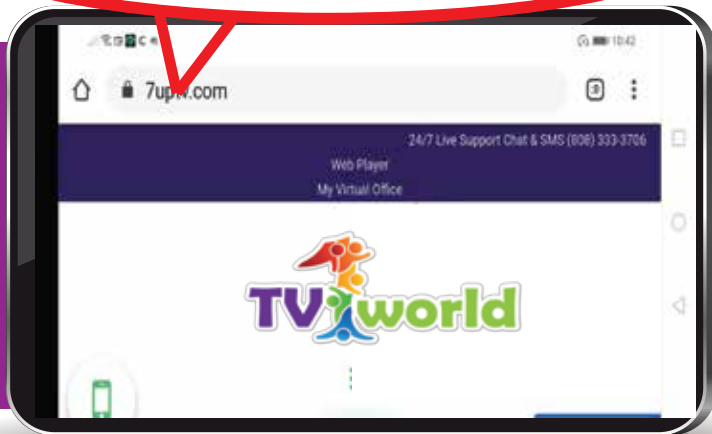 10:42
7uptv.com
24/7 Live Support Chat & SMS (808) 333-3706
Web Player
My Virtual Office
TV world